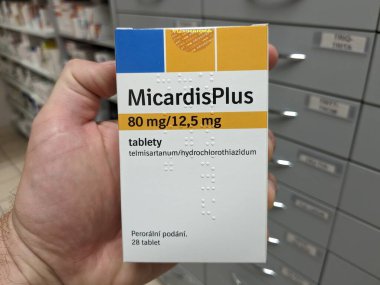 MicardisPlus
80 mg/12,5 mg
tablety
telmisartanum/hydrochlorothiazidum
Perorální podání.
28 tablet